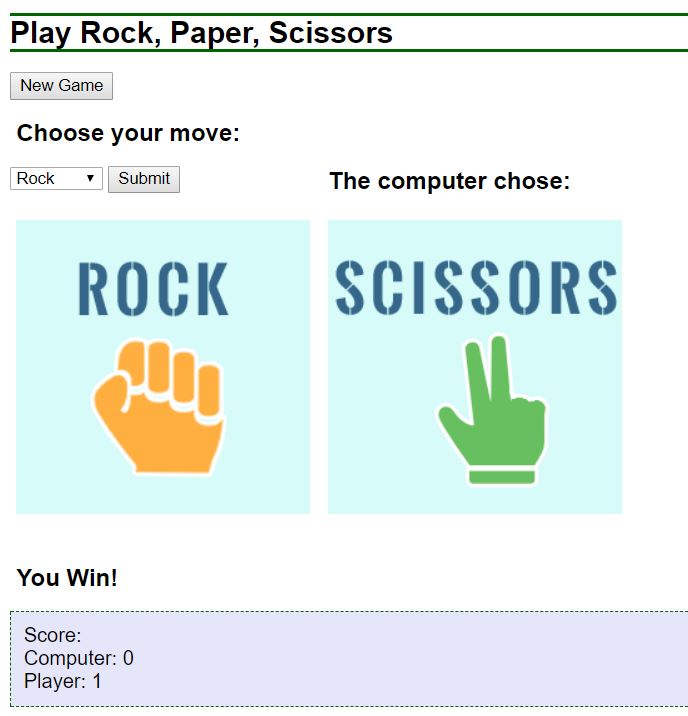 Play Rock, Paper, Scissors
New Game
Choose your move:
Rock
Submit
The computer chose:
ROCK
SCISSORS
You Win!
Score:
Computer: 0
Player: 1